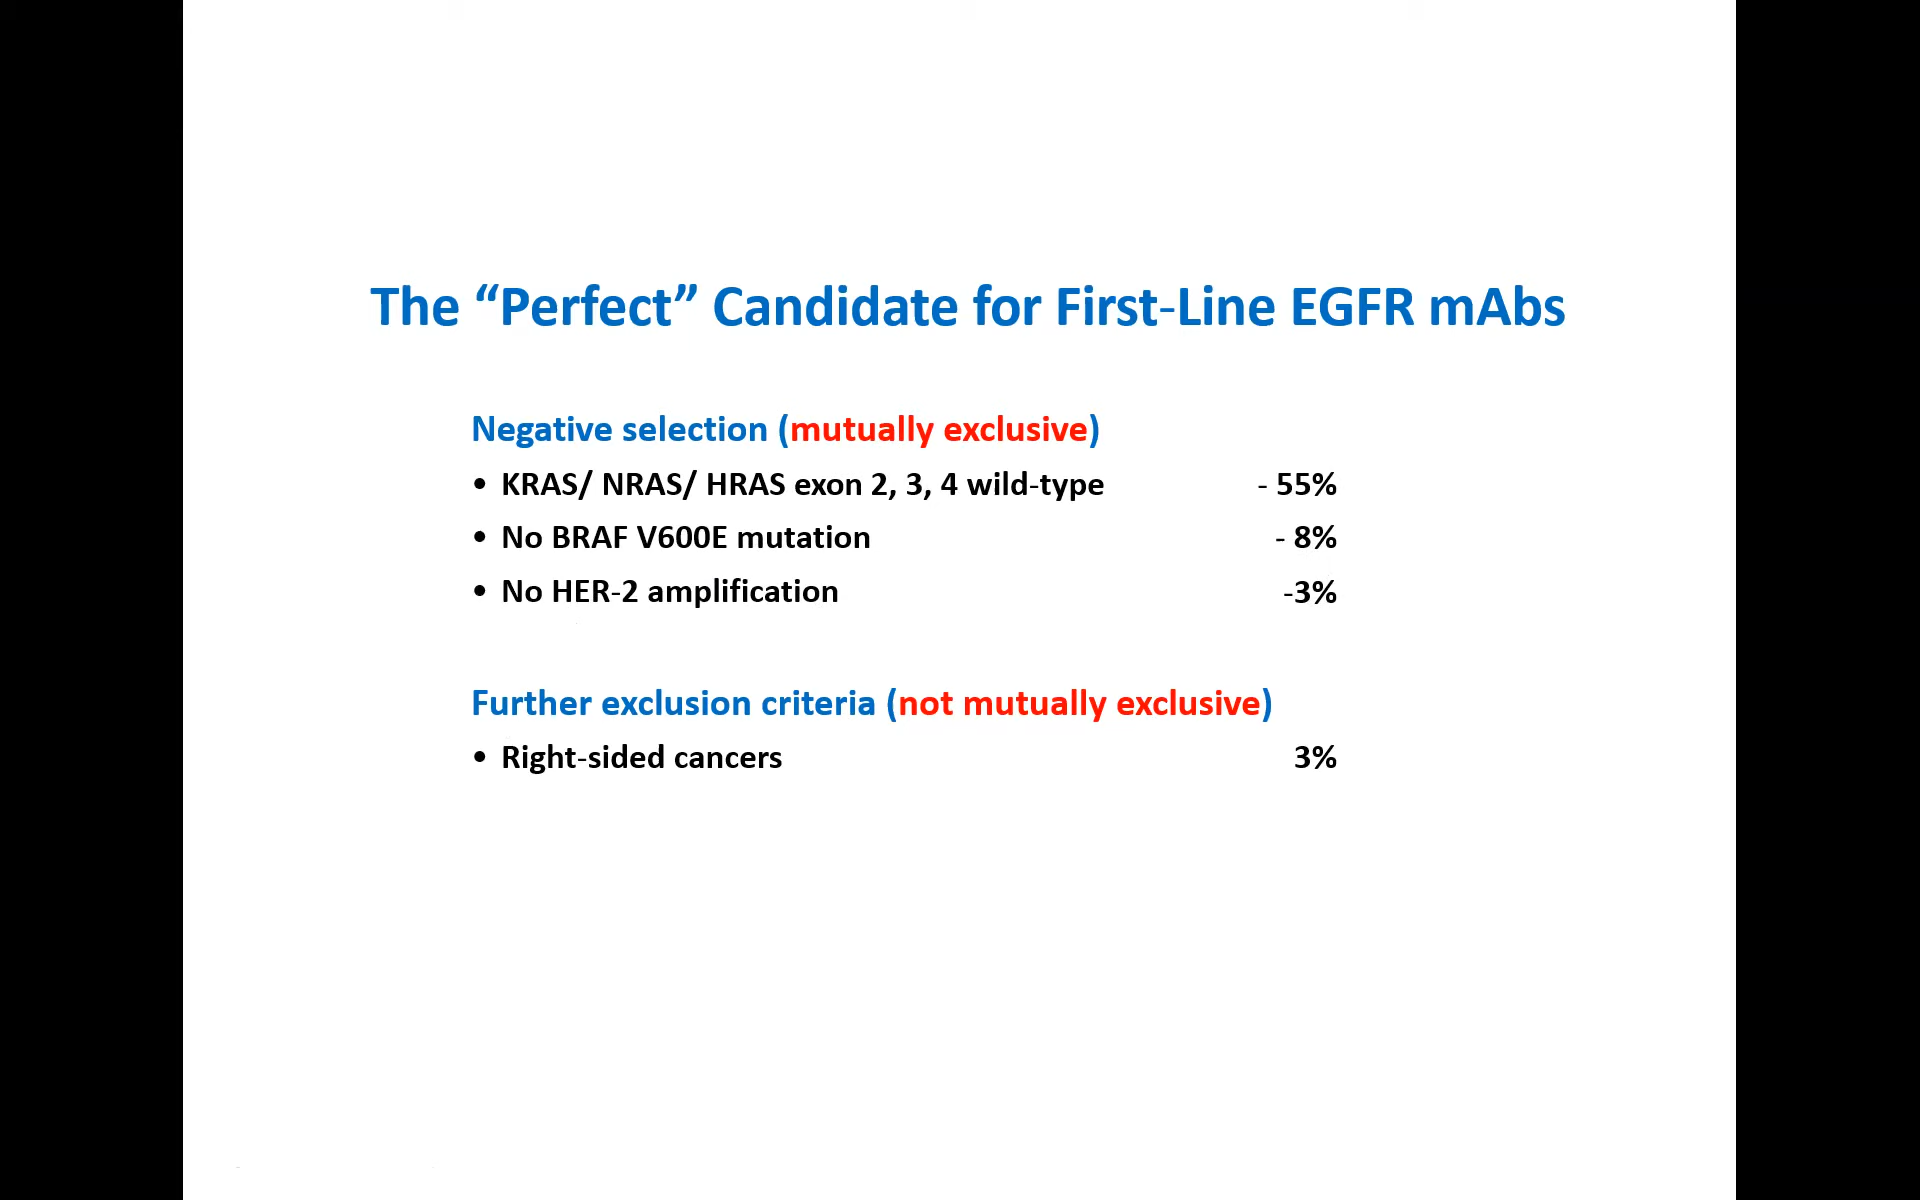 The “Perfect” Candidate for First-Line EGFR mAbs
Negative selection (mutually exclusive)
• KRAS/ NRAS/ HRAS exon 2, 3, 4 wild-type - 55%
• No BRAF V600E mutation - 8%
• No HER-2 amplification -3%
Further exclusion criteria (not mutually exclusive)
• Right-sided cancers 3%